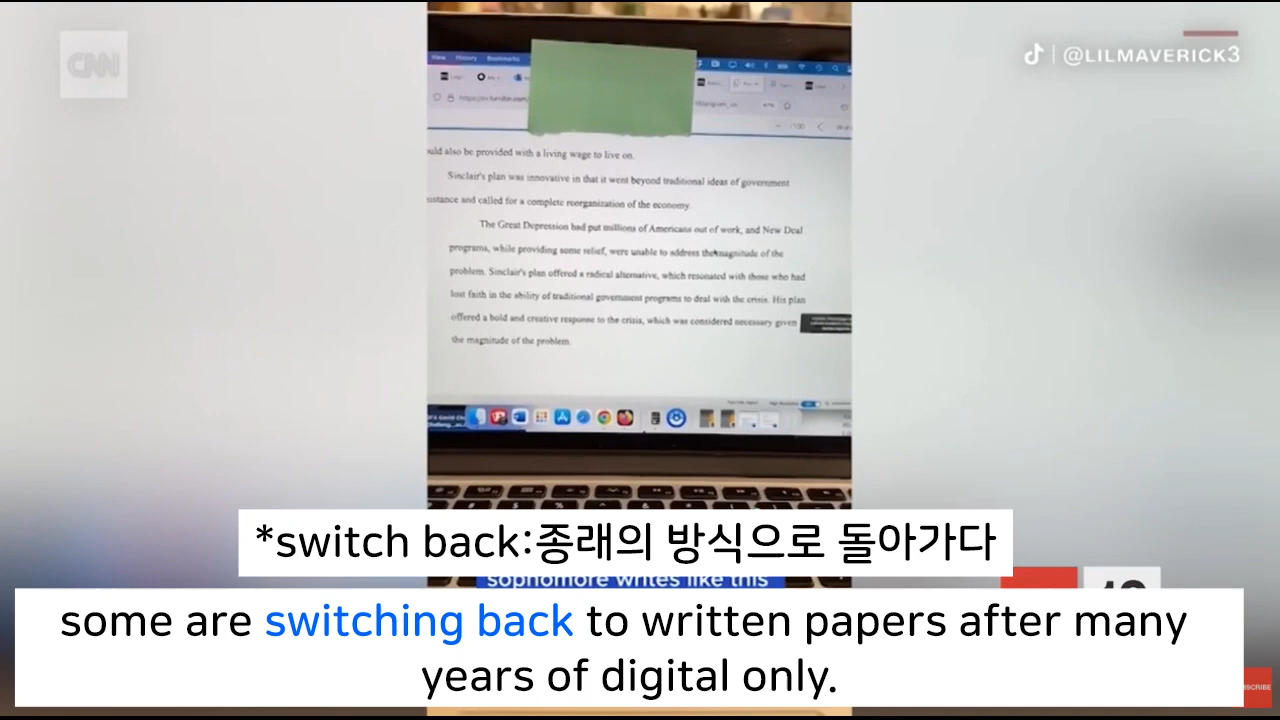 CNN
@LILMAVERICK3
View History Bookmarks
ould also be provided with a living wage to live on.
Sinclair's plan was innovative in that it went beyond traditional ideas of government
istance and called for a complete reorganization of the economy.
The Great Depression had put millions of Americans out of work, and New Deal
programs, while providing some relief, were unable to address the magnitude of the
problem. Sinclair's plan offered a radical alternative, which resonated with those who had
lost faith in the ability of traditional government programs to deal with the crisis. His plan
offered a bold and creative response to the crisis, which was considered necessary given
the magnitude of the problem.
*switch back:종래의 방식으로 돌아가다
sophomore writes like this
some are switching back to written papers after many
years of digital only.